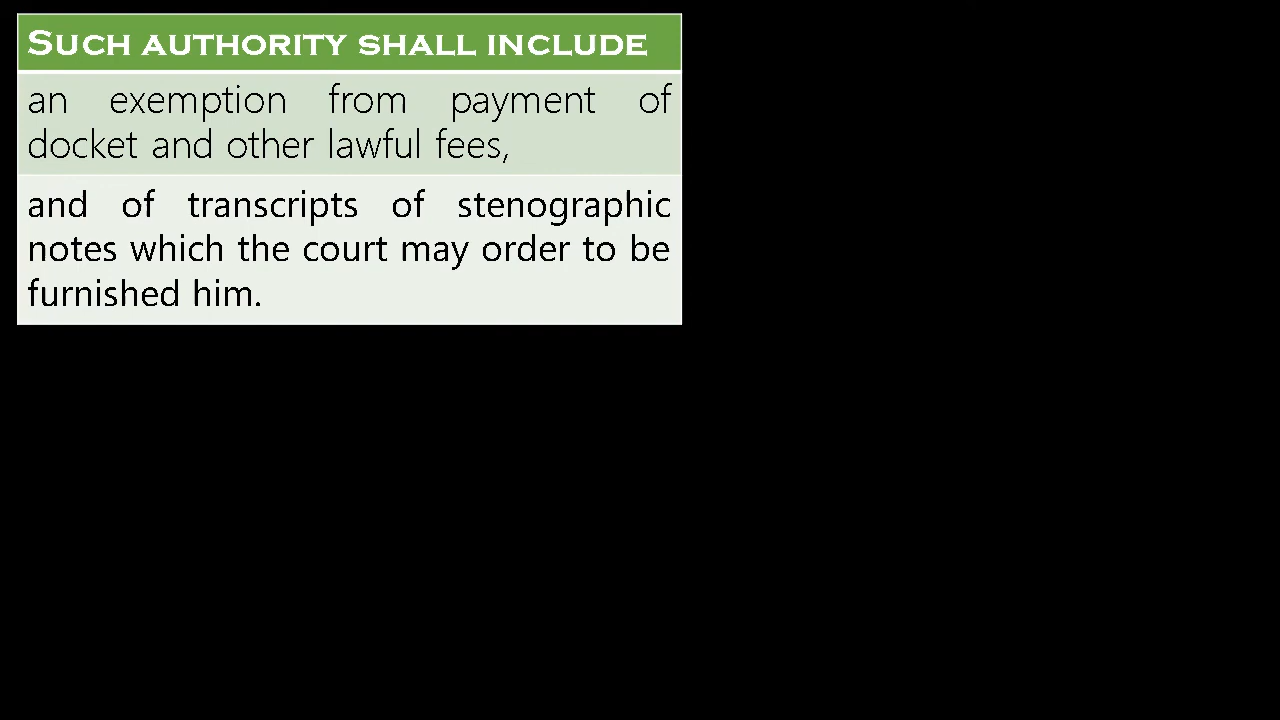 Such authority shall include
an exemption from payment of
docket and other lawful fees,
and of transcripts of stenographic
notes which the court may order to be
furnished him.